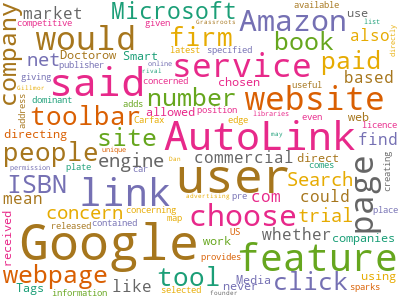 competitive
market
Microsoft
Grassroots
available
list
rival
Amazon
use
given
latest
specified
would
firm
also
directly
company
net
Doctorow
Smart
book
publisher
concerned
online
useful
said
service
paid
dominant
giving
Gillmor
toolbar
adds
chosen
based
address
number
website
directing
allowed
position
libraries
Carfax
edge
even
web
licence
people
site
AutoLink
find
ISBN
plate
unique
engine
commercial
direct
comes
creating
permission
mean
link
car
may
Dan
user
page
concern
advertising
pre
com
Search
place
received
released
concerning
map
contained
choose
could
trial
US
Google
whether
companies
webpage
work
provides
feature
Tags
like
tool
Media
never
click
using
information
selected
founder
sparks